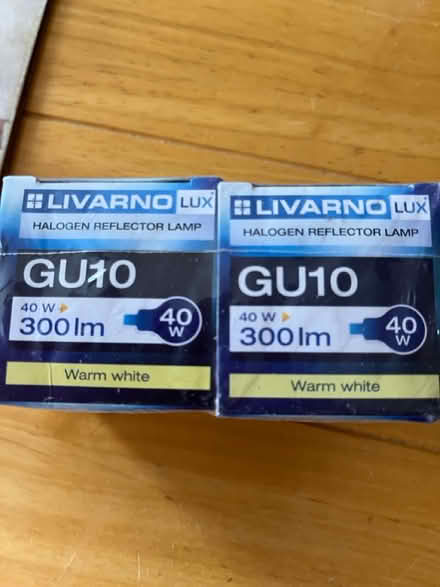 LIVARNO LUX
HALOGEN REFLECTOR LAMP
GU10
40 W
300 lm
40 W
Warm white
LIVARNO LUX
HALOGEN REFLECTOR LAMP
GU10
40 W
300 lm
40 W
Warm white